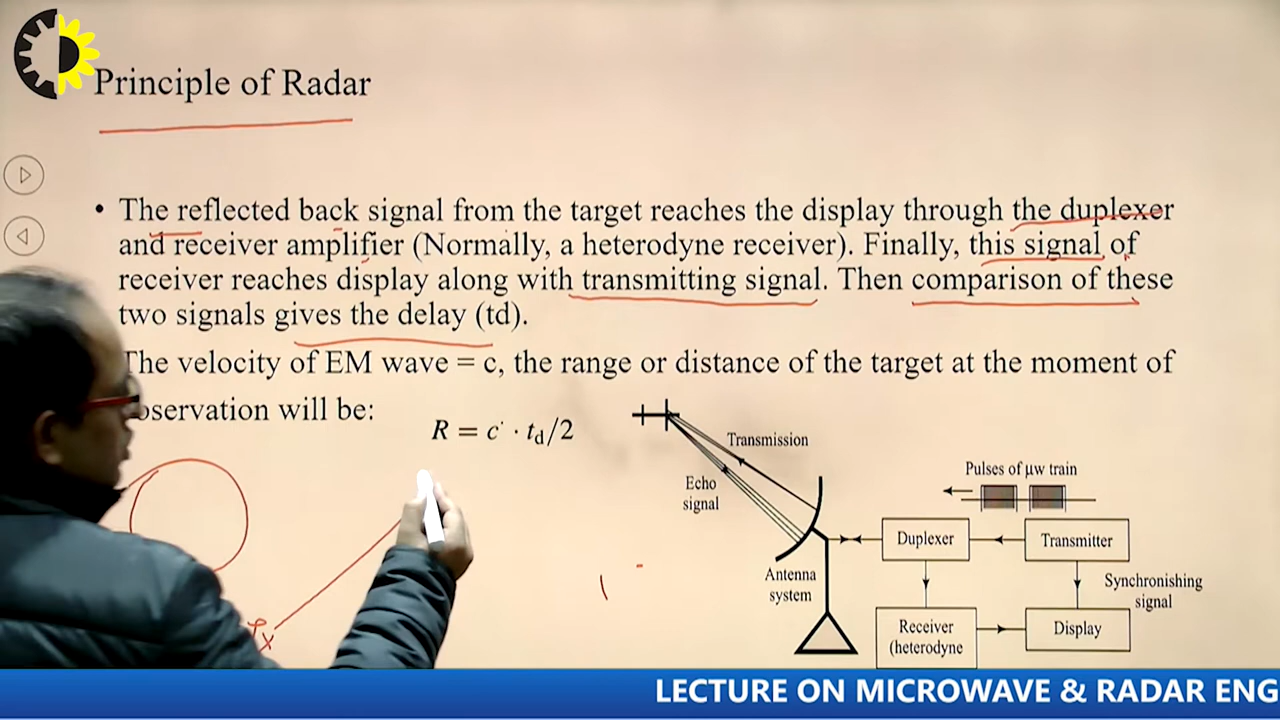 Principle of Radar
• The reflected back signal from the target reaches the display through the duplexer
and receiver amplifier (Normally, a heterodyne receiver). Finally, this signal of
receiver reaches display along with transmitting signal. Then comparison of these
two signals gives the delay (td).
The velocity of EM wave = c, the range or distance of the target at the moment of
observation will be:
R = c · td/2
Transmission
Echo
signal
Antenna
system
Pulses of μw train
Duplexer
Transmitter
Synchronishing
signal
Receiver
(heterodyne
Display
Tx
LECTURE ON MICROWAVE & RADAR ENG